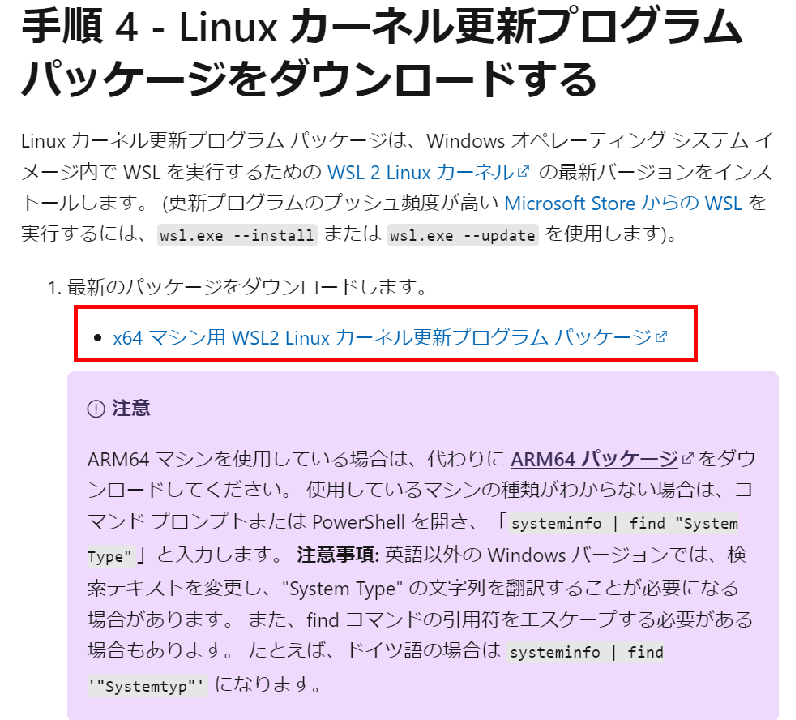 手順 4 - Linux カーネル更新プログラム
パッケージをダウンロードする
Linux カーネル更新プログラム パッケージは、Windows オペレーティング システム イ
メージ内で WSL を実行するための WSL 2 Linux カーネル の最新バージョンをインス
トールします。 (更新プログラムのプッシュ頻度が高い Microsoft Store からの WSL を
実行するには、wsl.exe --install または wsl.exe --update を使用します)。
1. 最新のパッケージをダウンロードします。
• x64 マシン用 WSL2 Linux カーネル更新プログラム パッケージ
注意
ARM64 マシンを使用している場合は、代わりに ARM64 パッケージ をダウ
ンロードしてください。 使用しているマシンの種類がわからない場合は、コ
マンド プロンプトまたは PowerShell を開き、「systeminfo | find "System
Type"」と入力します。 注意事項: 英語以外の Windows バージョンでは、検
索テキストを変更し、"System Type" の文字列を翻訳することが必要になる
場合があります。 また、find コマンドの引用符をエスケープする必要がある
場合もあります。 たとえば、ドイツ語の場合は systeminfo | find
'"Systemtyp"' になります。